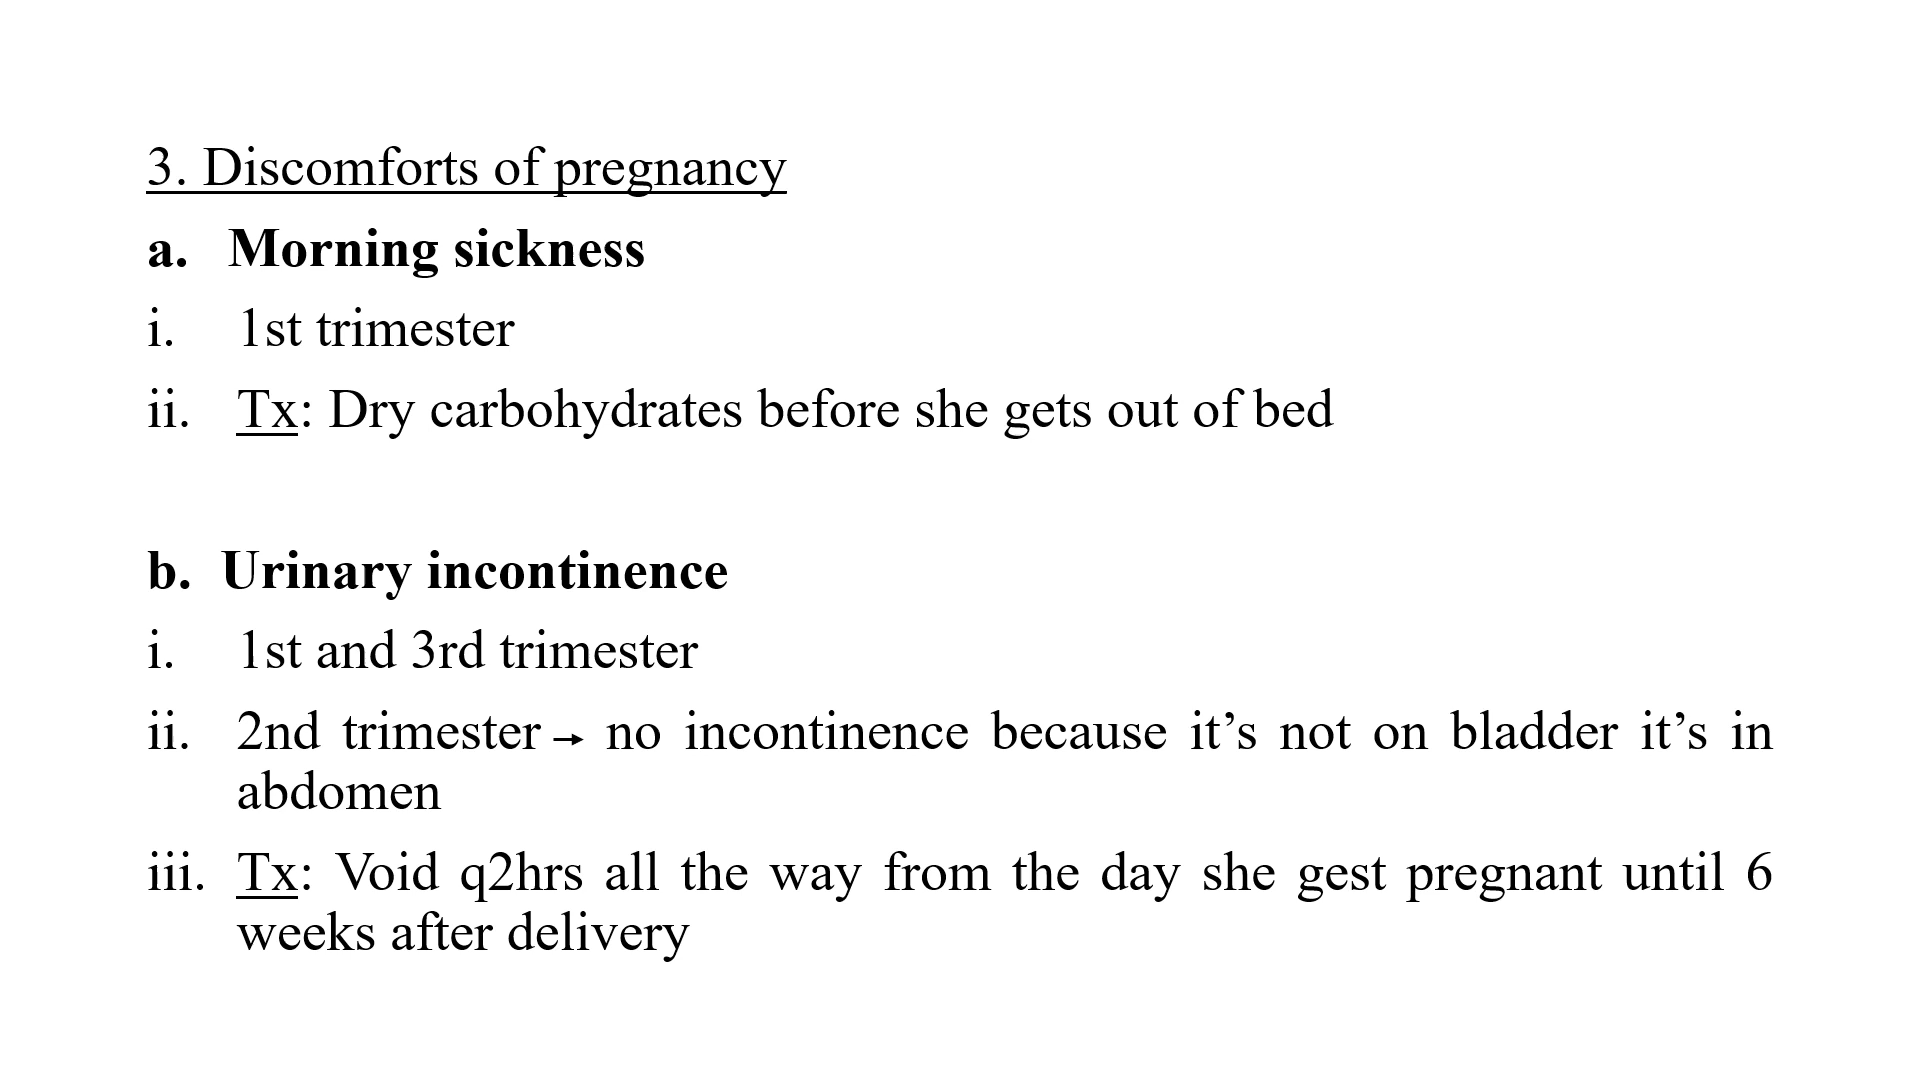 3. Discomforts of pregnancy
a. Morning sickness
i. 1st trimester
ii. Tx: Dry carbohydrates before she gets out of bed
b. Urinary incontinence
i. 1st and 3rd trimester
ii. 2nd trimester → no incontinence because it’s not on bladder it’s in
abdomen
iii. Tx: Void q2hrs all the way from the day she gest pregnant until 6
weeks after delivery